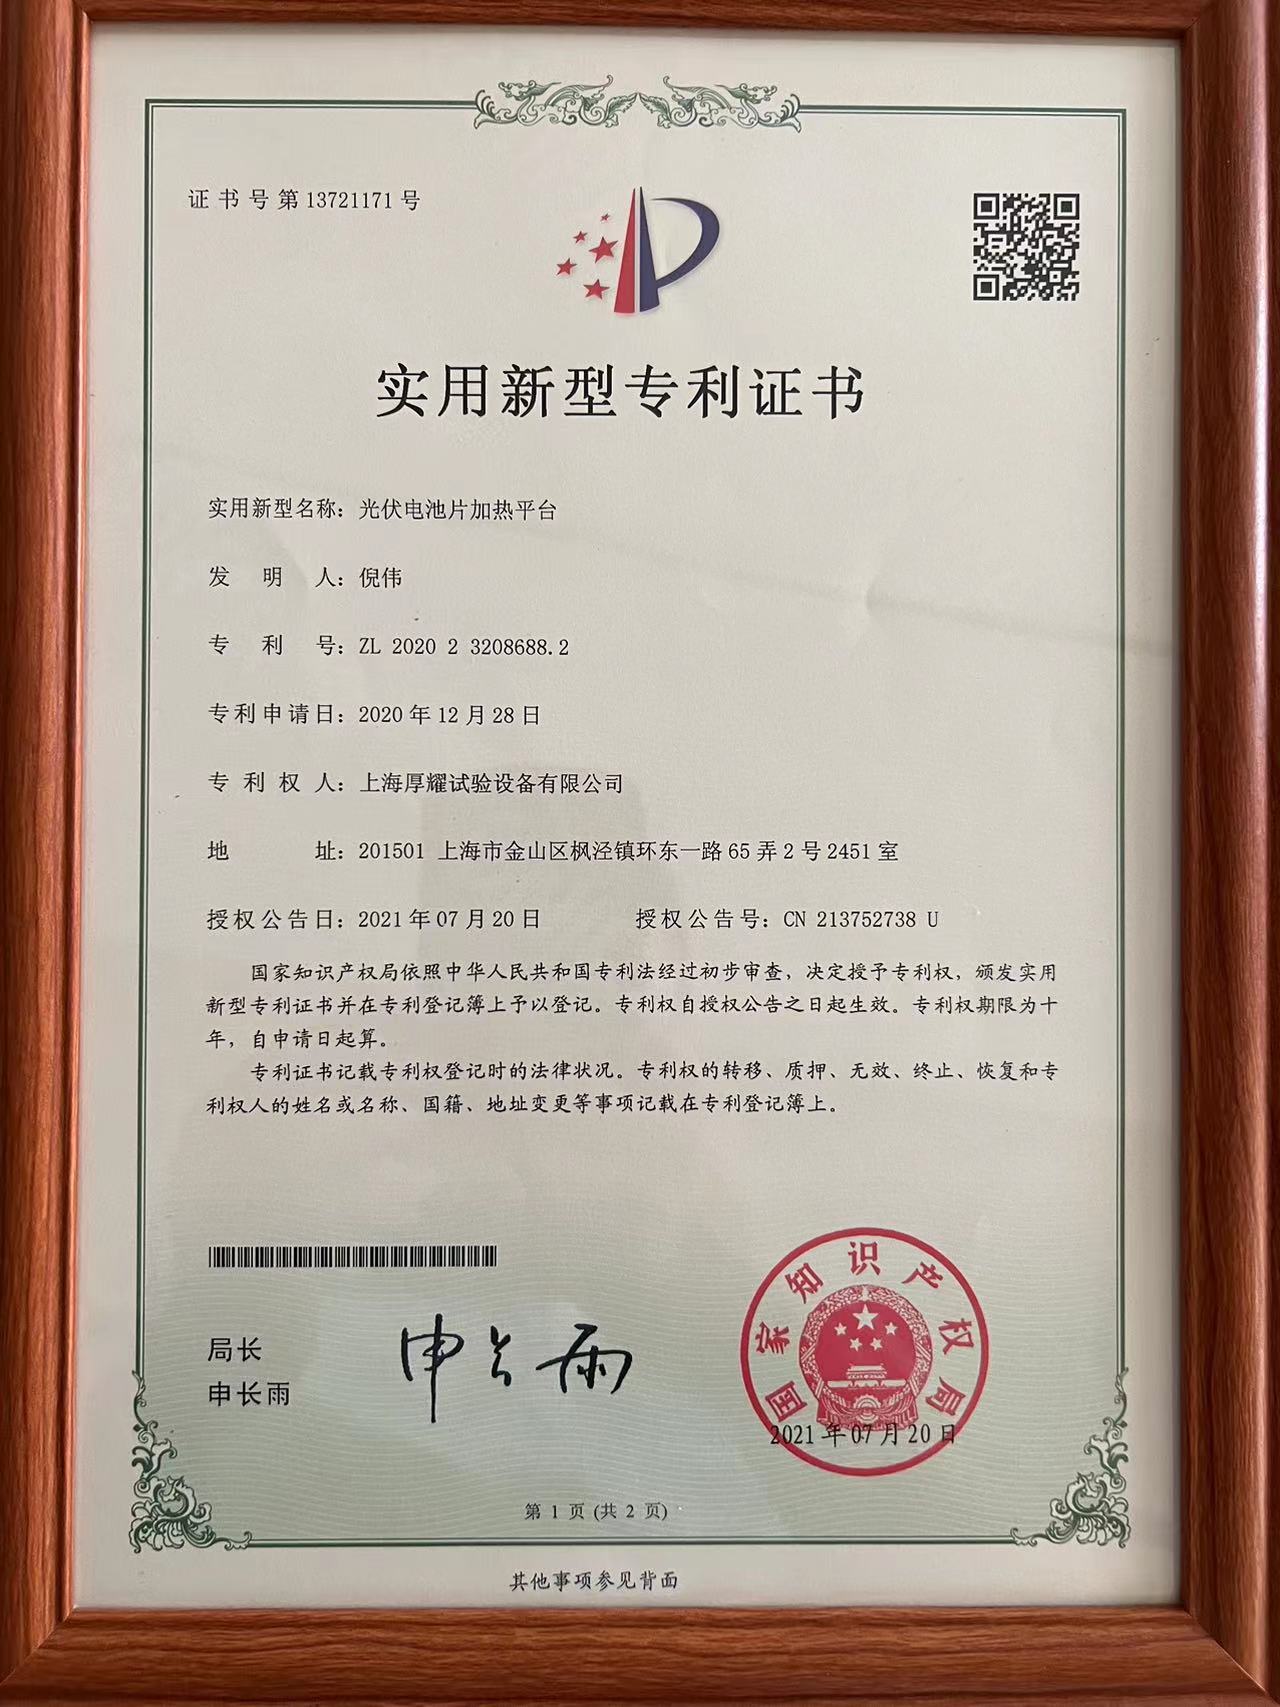 证书号第13721171号
实用新型专利证书
实用新型名称：光伏电池片加热平台
发明人：倪伟
专利号：ZL 2020 2 3208688.2
专利申请日：2020年12月28日
专利权人：上海厚耀试验设备有限公司
地址：201501 上海市金山区枫泾镇环东一路65弄2号2451室
授权公告日：2021年07月20日 授权公告号：CN 213752738 U
国家知识产权局依照中华人民共和国专利法经过初步审查，决定授予专利权，颁发实用
新型专利证书并在专利登记簿上予以登记。专利权自授权公告之日起生效。专利权期限为十
年，自申请日起算。
专利证书记载专利权登记时的法律状况。专利权的转移、质押、无效、终止、恢复和专
利权人的姓名或名称、国籍、地址变更等事项记载在专利登记簿上。
局长
申长雨
申长雨
国家知识产权局
2021年07月20日
第 1 页 (共 2 页)
其他事项参见背面